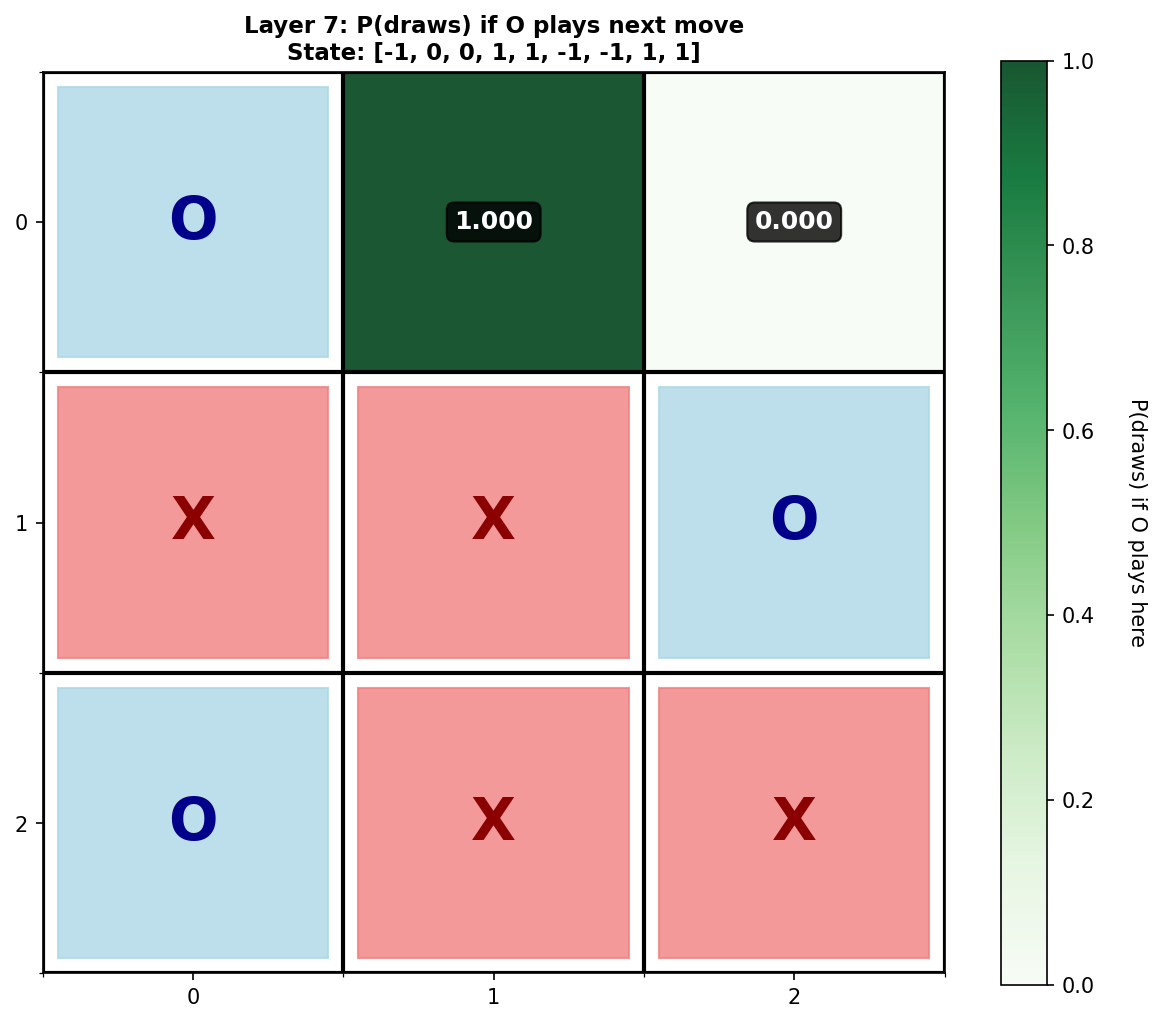 Layer 7: P(draws) if O plays next move
State: [-1, 0, 0, 1, 1, -1, -1, 1, 1]
O
1.000
0.000
X
X
O
O
X
X
0
1
2
0
1
2
1.0
0.8
0.6
0.4
0.2
0.0
P(draws) if O plays here